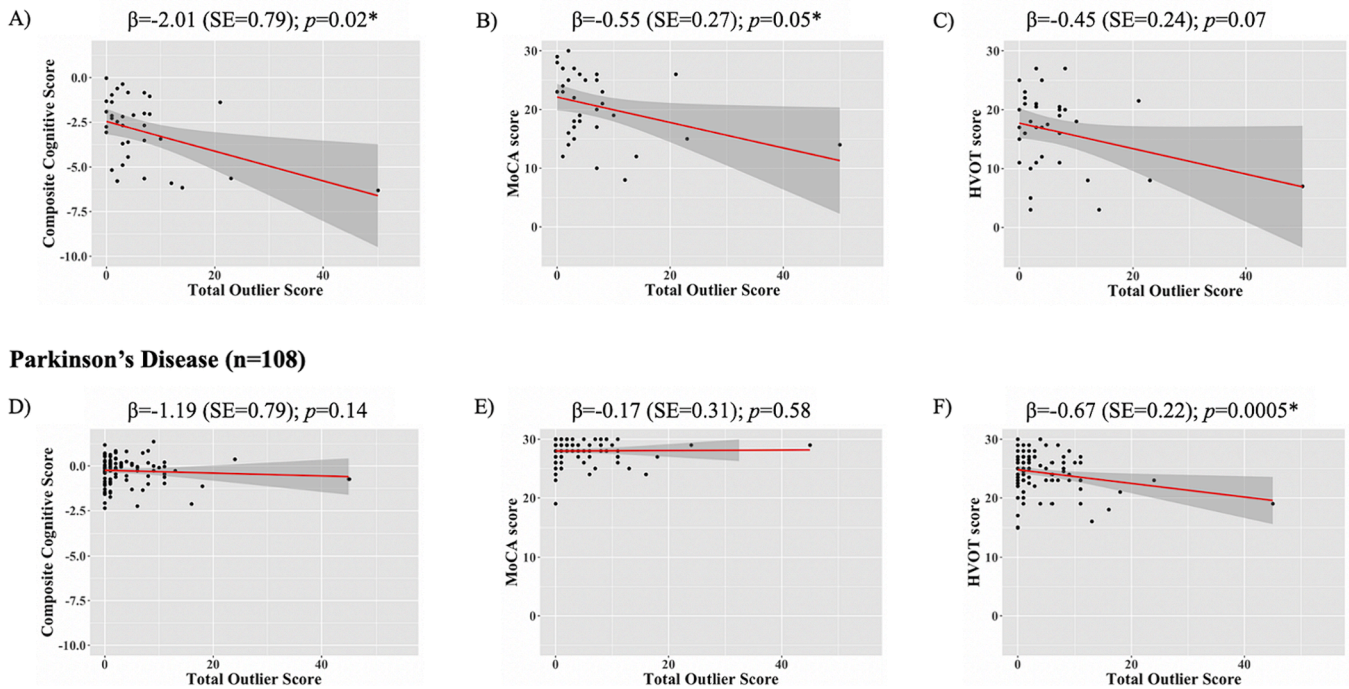 A) β=-2.01 (SE=0.79); p=0.02* B) β=-0.55 (SE=0.27); p=0.05* C) β=-0.45 (SE=0.24); p=0.07
Composite Cognitive Score
0.0
-2.5
-5.0
-7.5
-10.0
0 20 40
Total Outlier Score
MoCA score
30
20
10
0
0 20 40
Total Outlier Score
HVOT score
30
20
10
0
0 20 40
Total Outlier Score
Parkinson's Disease (n=108)
D) β=-1.19 (SE=0.79); p=0.14 E) β=-0.17 (SE=0.31); p=0.58 F) β=-0.67 (SE=0.22); p=0.0005*
Composite Cognitive Score
0.0
-2.5
-5.0
-7.5
-10.0
0 20 40
Total Outlier Score
MoCA score
30
20
10
0
0 20 40
Total Outlier Score
HVOT score
30
20
10
0
0 20 40
Total Outlier Score